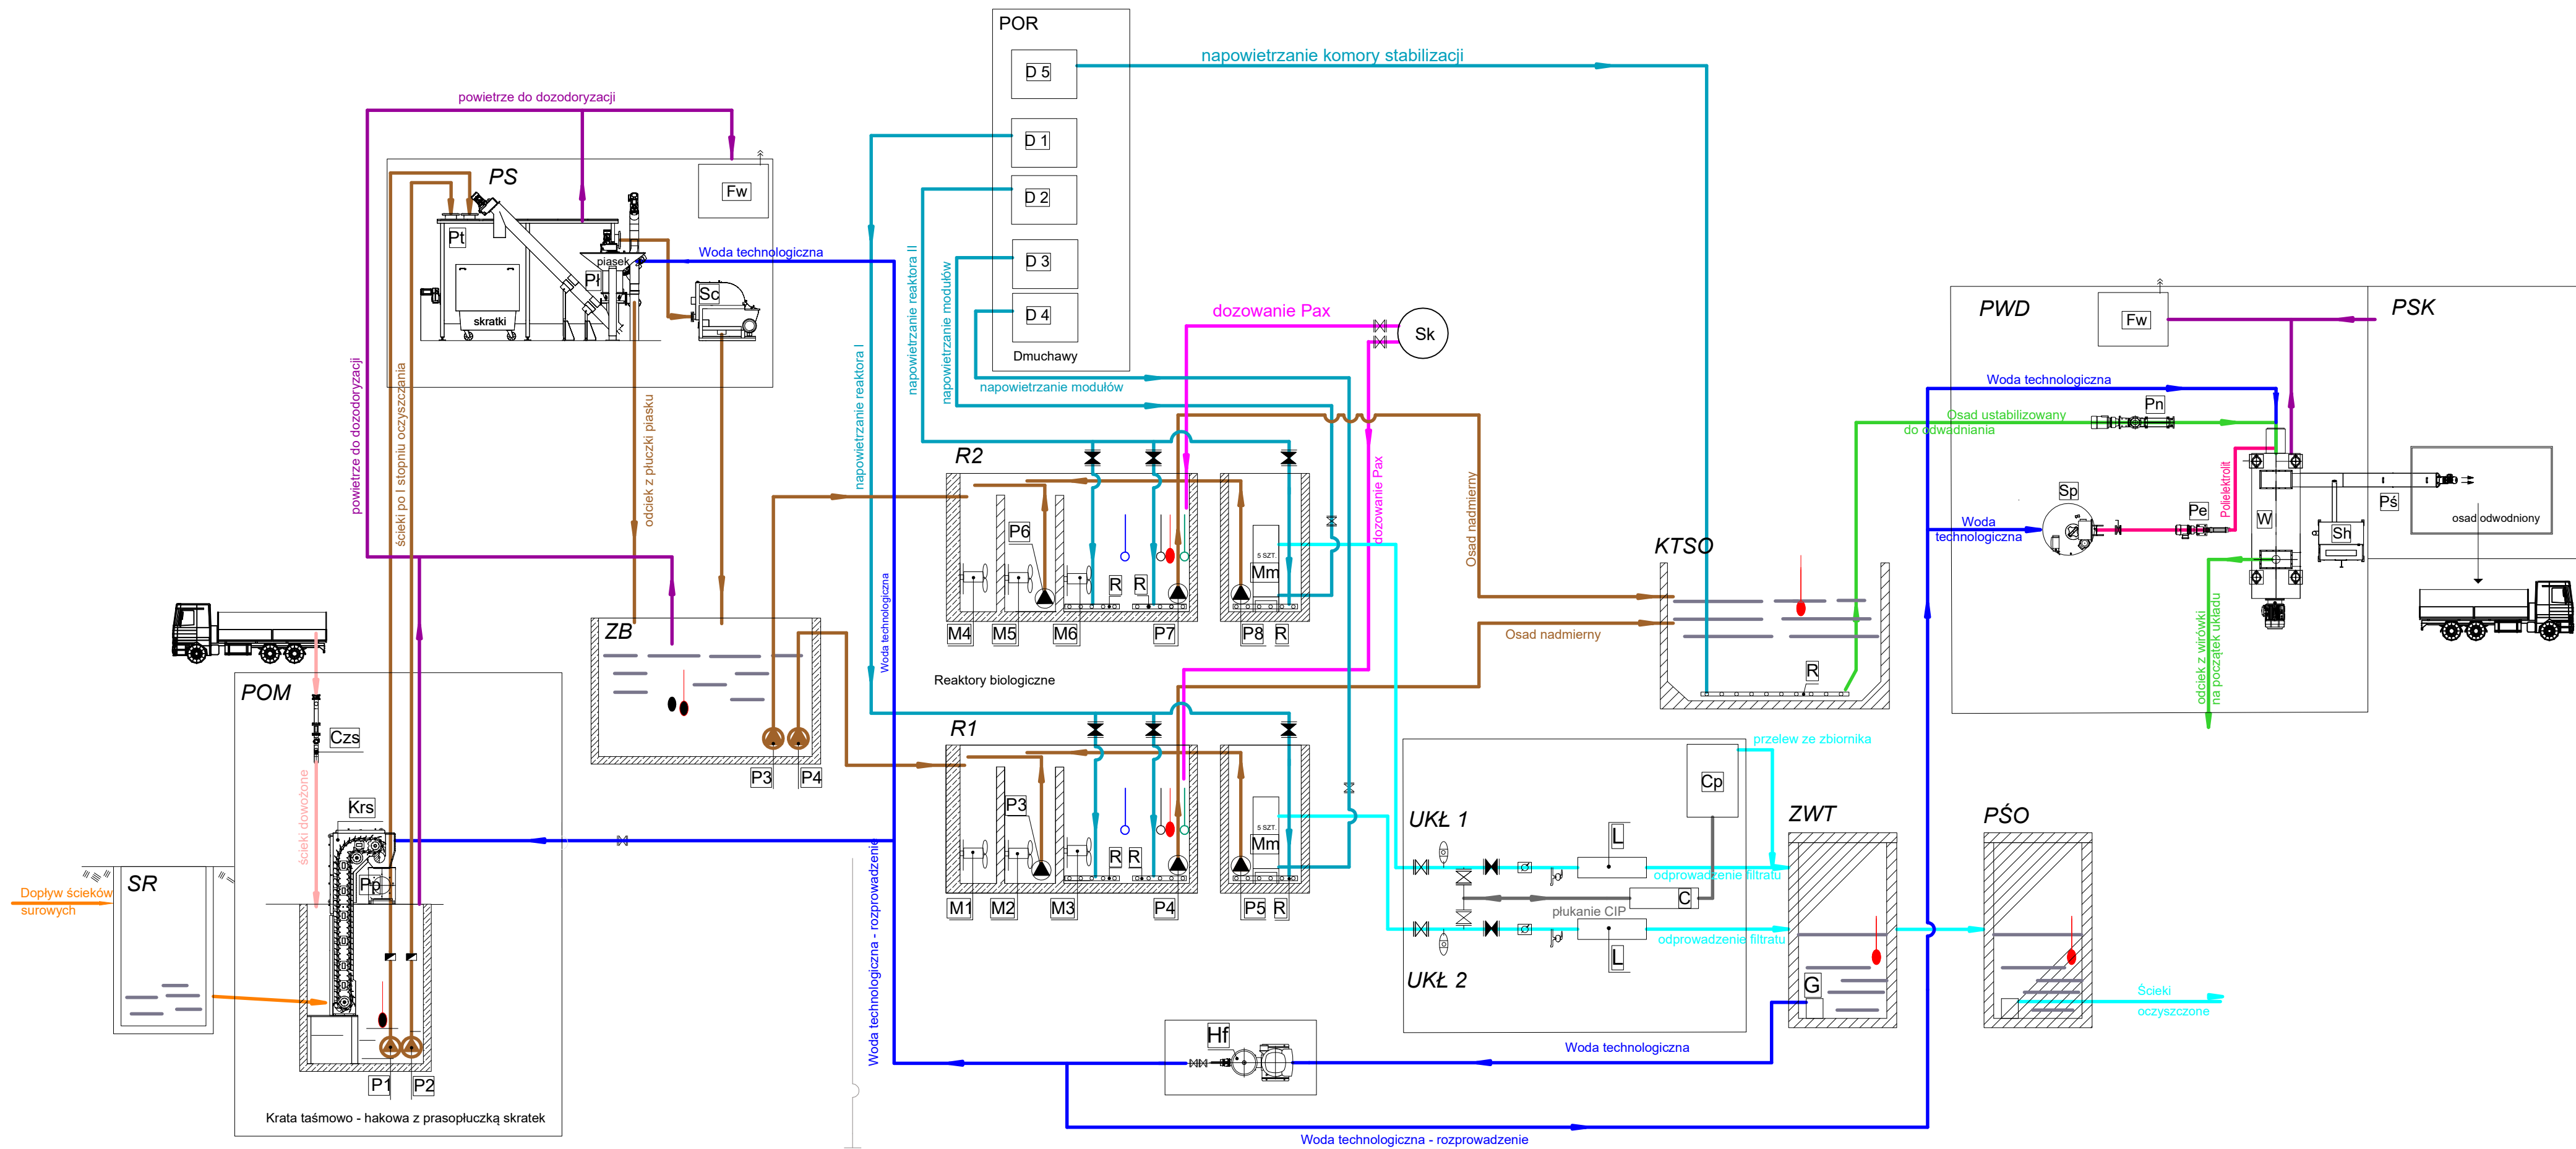 POR
D 5
D 1
D 2
D 3
D 4
Dmuchawy
napowietrzanie komory stabilizacji
powietrze do dozodoryzacji
PS
Fw
Pt
Pł
piasek
Sc
skratki
Woda technologiczna
powietrze do dozodoryzacji
ścieki po I stopniu oczyszczania
odciek z płuczki piasku
napowietrzanie reaktora I
napowietrzanie reaktora II
napowietrzanie modułów
napowietrzanie modułów
dozowanie Pax
Sk
dozowanie Pax
R2
P6
R
R
5 SZT.
Mm
M4
M5
M6
P7
P8
R
Reaktory biologiczne
R1
P3
R
R
5 SZT.
Mm
M1
M2
M3
P4
P5
R
Osad nadmierny
Osad nadmierny
KTSO
R
PWD
Fw
PSK
Woda technologiczna
Osad ustabilizowany
do odwadniania
Pn
Polielektrolit
Sp
Pe
W
Sh
Pś
osad odwodniony
Woda
technologiczna
odciek z wirówki
na początek układu
ZB
P3
P4
POM
Czs
ścieki dowożone
Krs
Pp
P1
P2
Krata taśmowo - hakowa z prasopłuczką skratek
SR
Dopływ ścieków
surowych
Woda technologiczna
Woda technologiczna - rozprowadzenie
UKŁ 1
UKŁ 2
Cp
L
C
L
płukanie CIP
przelew ze zbiornika
odprowadzenie filtratu
odprowadzenie filtratu
ZWT
G
PŚO
Ścieki
oczyszczone
Hf
Woda technologiczna
Woda technologiczna - rozprowadzenie